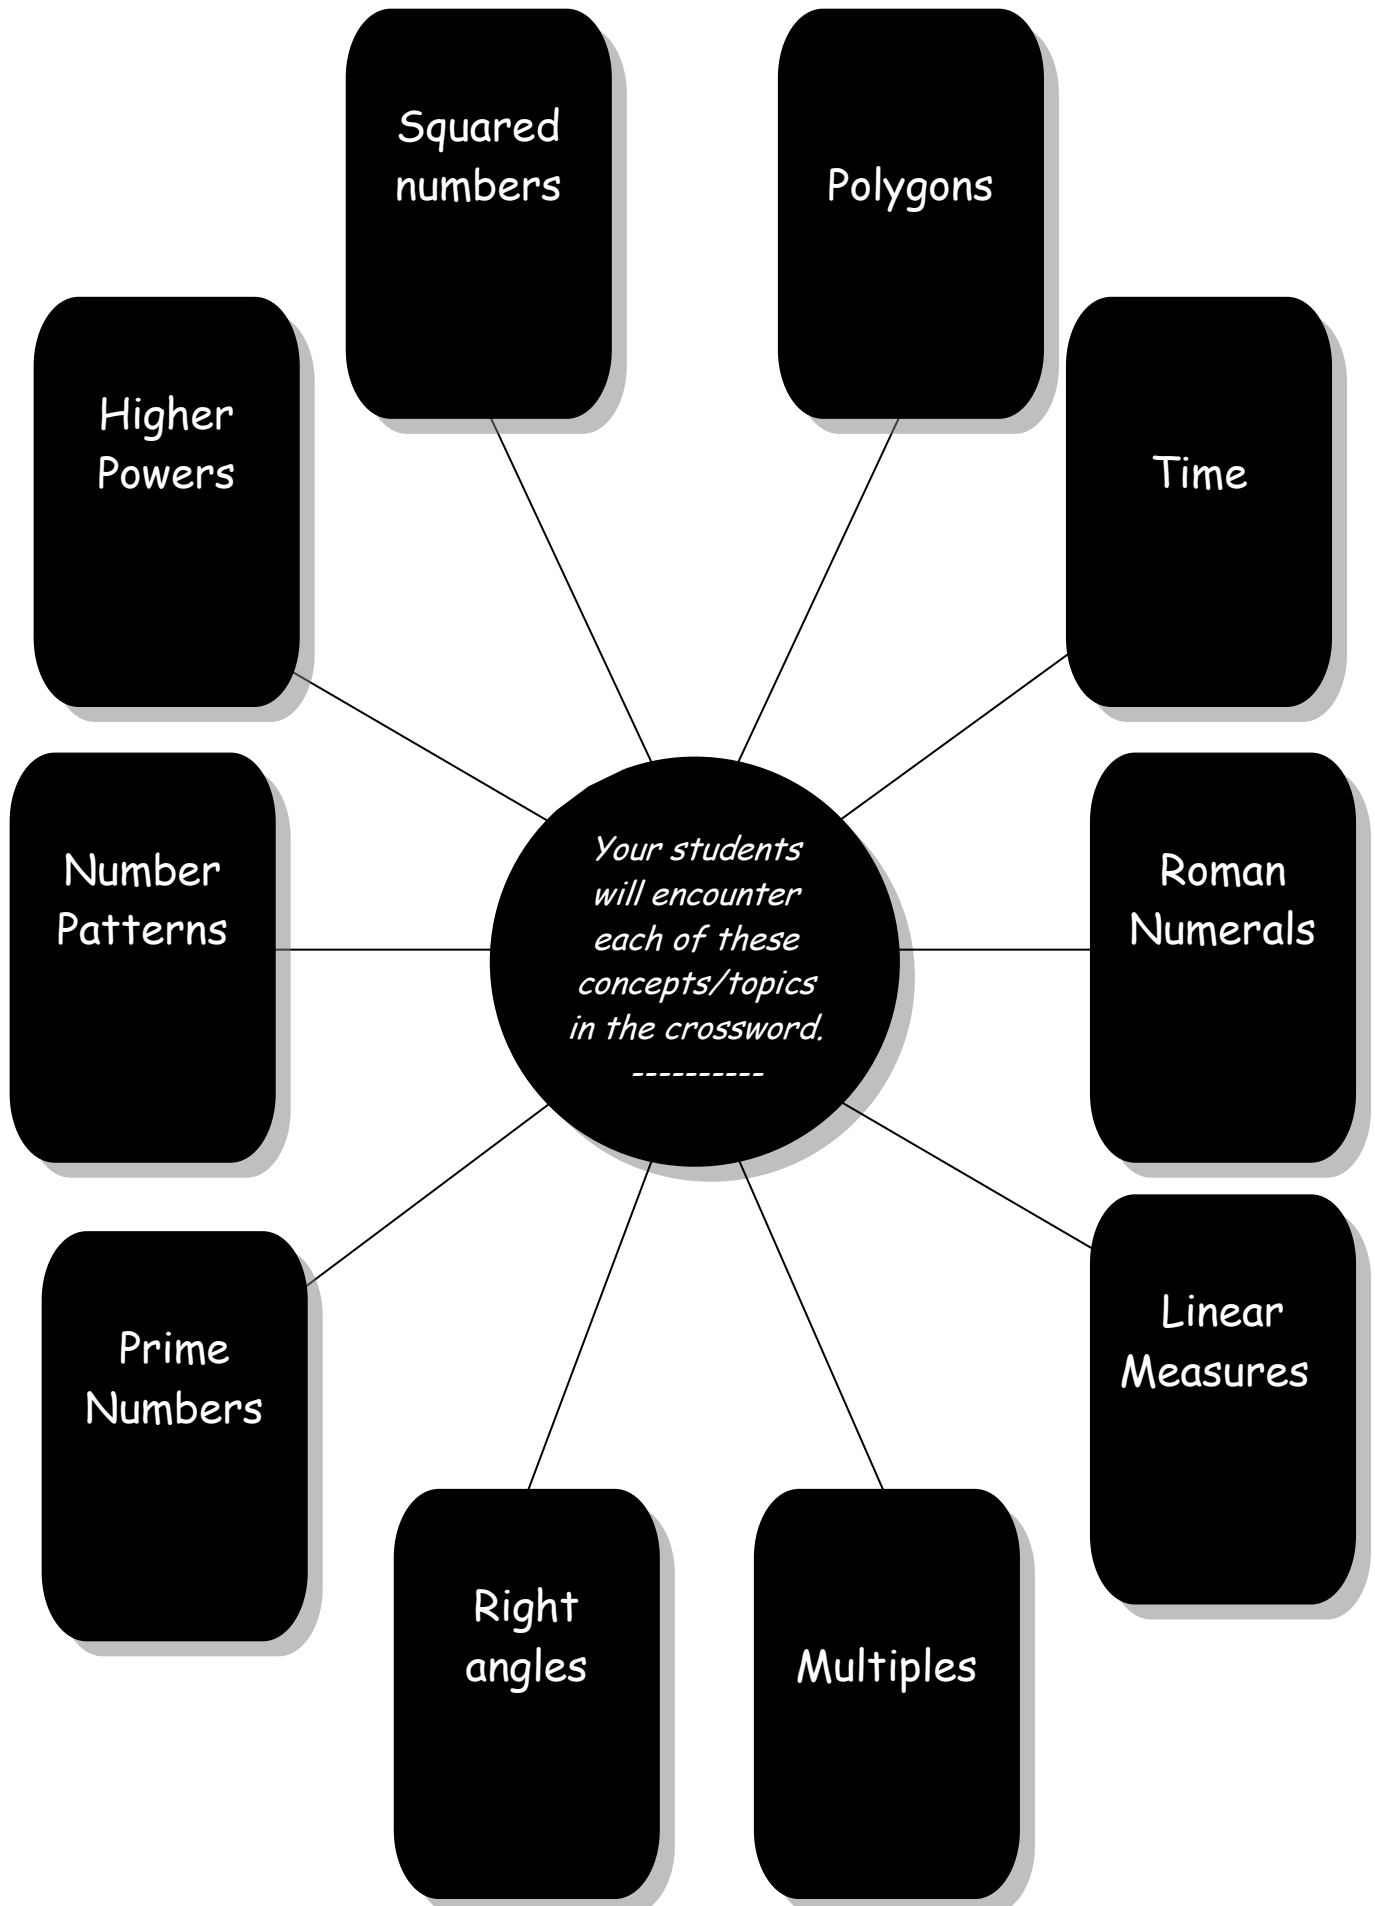 Squared
numbers
Polygons
Higher
Powers
Time
Number
Patterns
Your students
will encounter
each of these
concepts/topics
in the crossword.
----------
Roman
Numerals
Linear
Measures
Prime
Numbers
Right
angles
Multiples